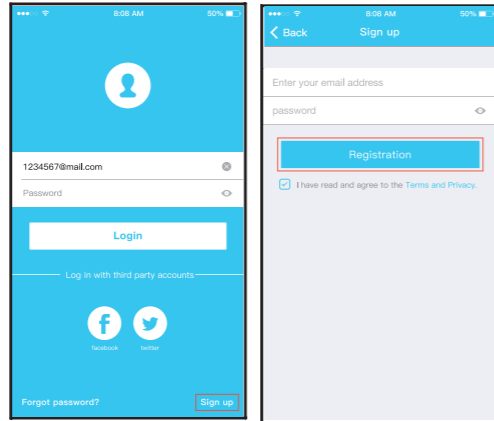 8:08 AM 50%
1234567@mail.com
Password
Login
Log in with third party accounts
facebook twitter
Forgot password? Sign up
8:08 AM 50%
Back Sign up
Enter your email address
password
Registration
I have read and agree to the Terms and Privacy.